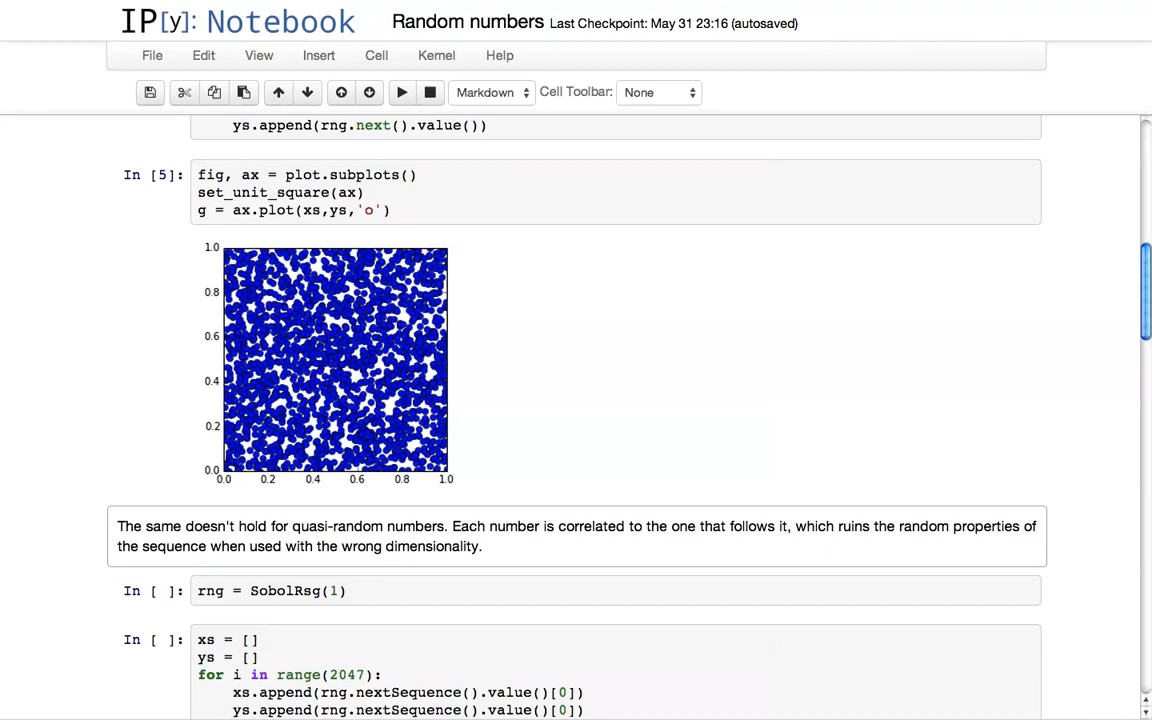 IP[y]: Notebook
Random numbers Last Checkpoint: May 31 23:16 (autosaved)
File Edit View Insert Cell Kernel Help
Markdown Cell Toolbar: None
ys.append(rng.next().value())
In [5]: fig, ax = plot.subplots()
set_unit_square(ax)
g = ax.plot(xs,ys,'o')
1.0
0.8
0.6
0.4
0.2
0.0
0.0 0.2 0.4 0.6 0.8 1.0
The same doesn't hold for quasi-random numbers. Each number is correlated to the one that follows it, which ruins the random properties of
the sequence when used with the wrong dimensionality.
In [ ]: rng = SobolRsg(1)
In [ ]: xs = []
ys = []
for i in range(2047):
xs.append(rng.nextSequence().value()[0])
ys.append(rng.nextSequence().value()[0])